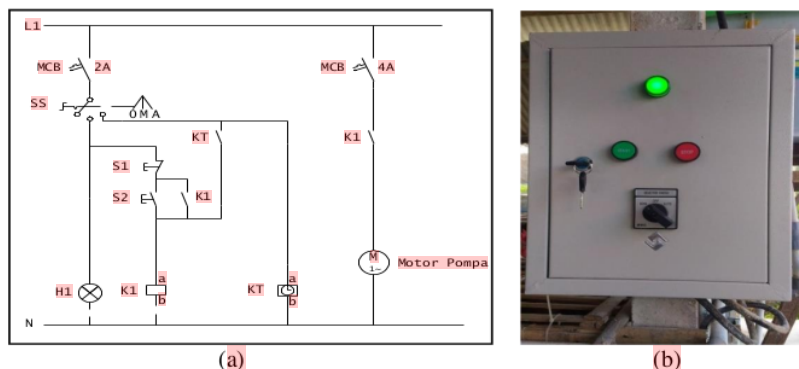 L1
MCB 2A
MCB 4A
SS
0 M A
KT
K1
S1
S2
K1
M
1~
Motor Pompa
H1
K1
a
b
KT
a
b
N
(a)
(b)